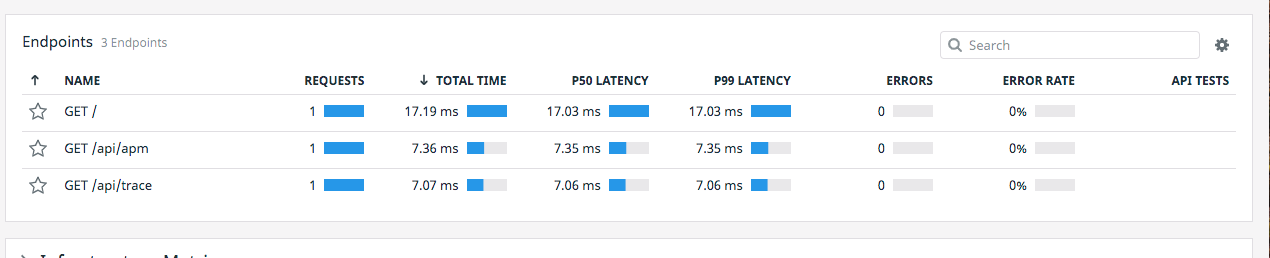 Endpoints 3 Endpoints
Search
NAME REQUESTS TOTAL TIME P50 LATENCY P99 LATENCY ERRORS ERROR RATE API TESTS
GET / 1 17.19 ms 17.03 ms 17.03 ms 0 0%
GET /api/apm 1 7.36 ms 7.35 ms 7.35 ms 0 0%
GET /api/trace 1 7.07 ms 7.06 ms 7.06 ms 0 0%